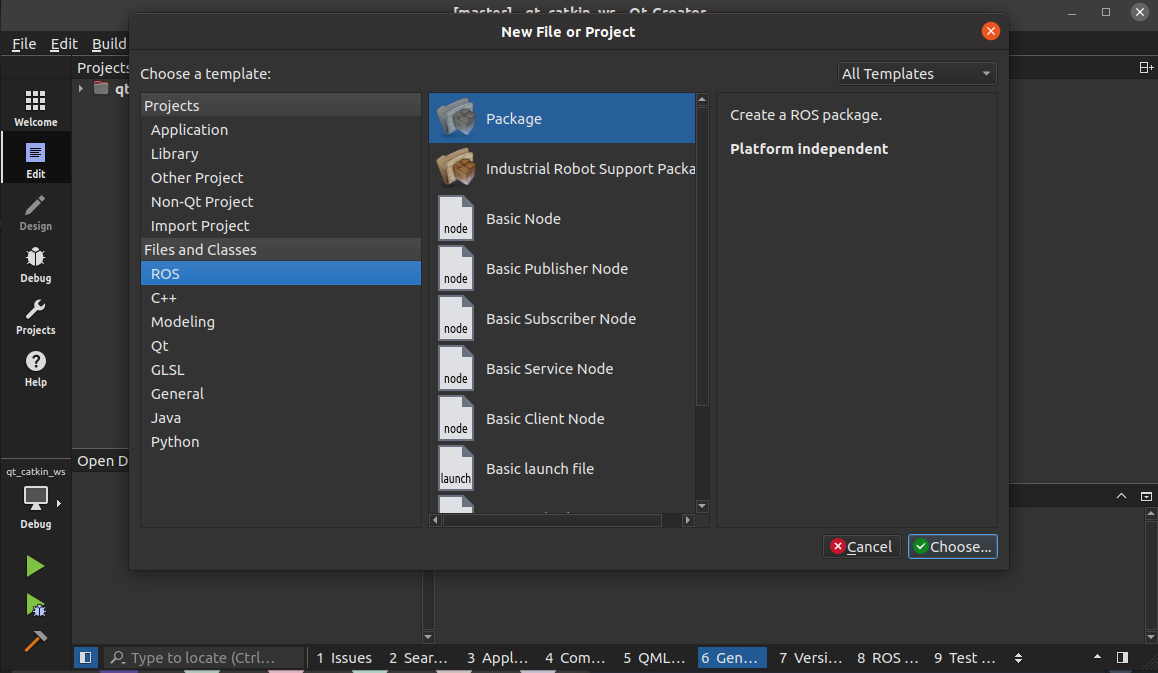 [master] - qt_catkin_ws - Qt Creator
New File or Project
File Edit Build
Projects
Choose a template:
All Templates
qt
Welcome
Edit
Design
Debug
Projects
Help
qt_catkin_ws
Debug
Projects
Application
Library
Other Project
Non-Qt Project
Import Project
Files and Classes
ROS
C++
Modeling
Qt
GLSL
General
Java
Python
Package
Industrial Robot Support Packa
node Basic Node
node Basic Publisher Node
node Basic Subscriber Node
node Basic Service Node
node Basic Client Node
launch Basic launch file
Create a ROS package.
Platform independent
Open D
Cancel
Choose...
Type to locate (Ctrl...
1 Issues
2 Sear...
3 Appl...
4 Com...
5 QML...
6 Gen...
7 Versi...
8 ROS ...
9 Test ...